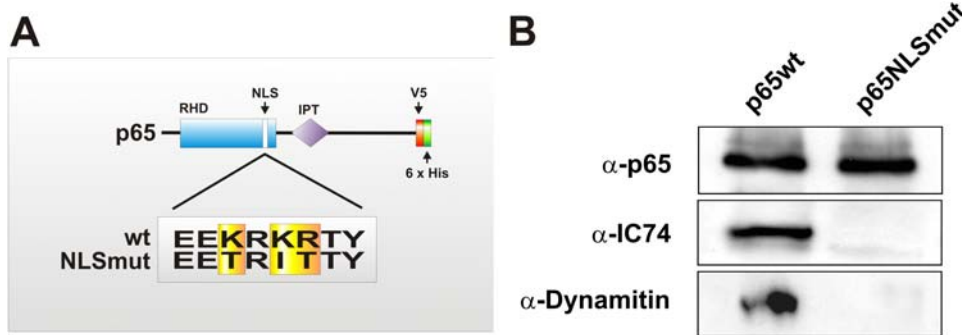 A
NLS
V5
RHD
IPT
p65
6 x His
wt EEKRKRTY
NLSmut EETRITTY
B
p65wt
p65NLSmut
α-p65
α-IC74
α-Dynamitin